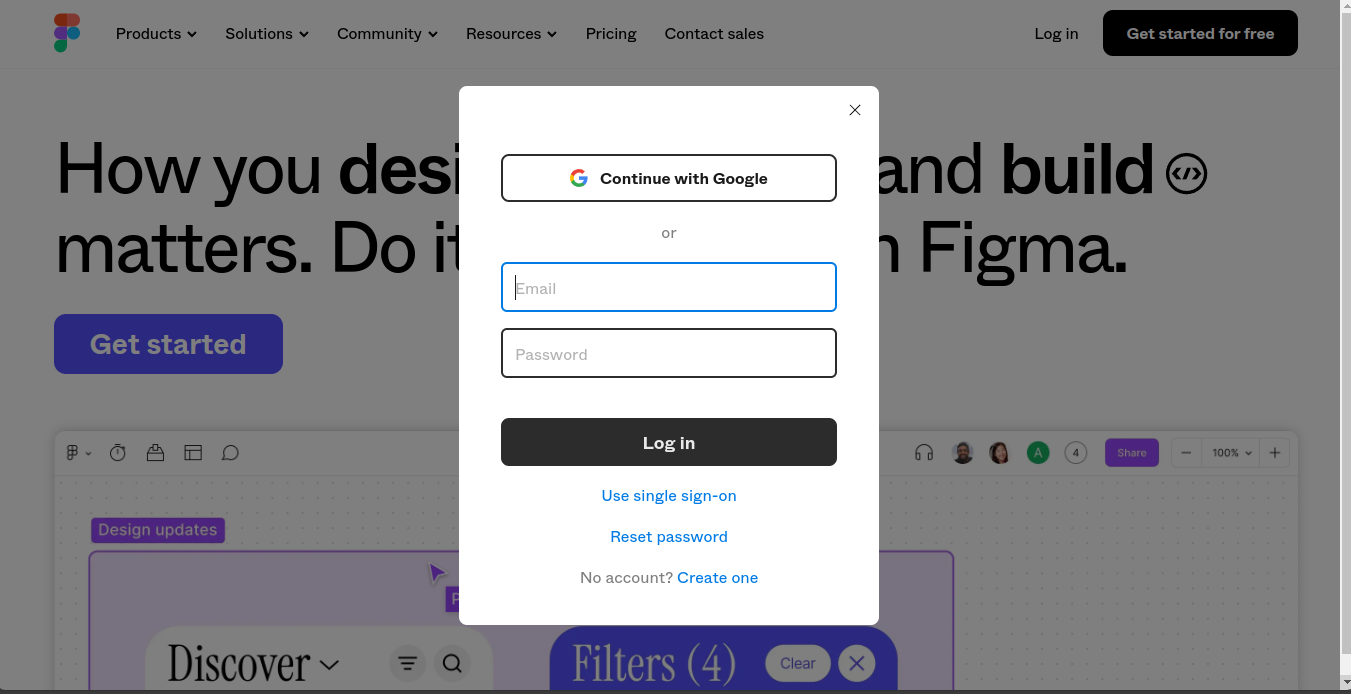 Products
Solutions
Community
Resources
Pricing
Contact sales
Log in
Get started for free
How you desi and build
matters. Do it n Figma.
Get started
Continue with Google
or
Email
Password
Log in
Use single sign-on
Reset password
No account? Create one
A
4
Share
100%
Design updates
P
Discover
Filters (4)
Clear